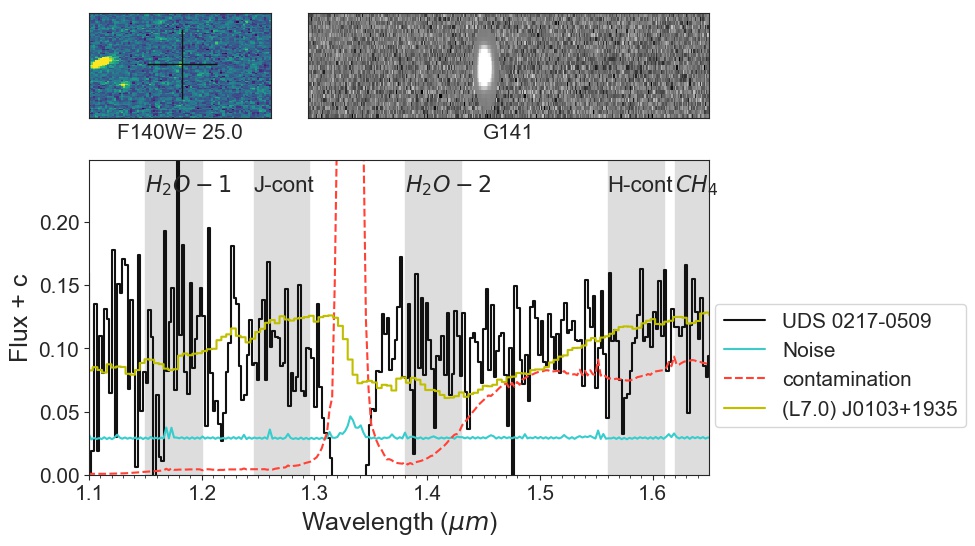 F140W= 25.0
G141
H₂O − 1
J-cont
H₂O − 2
H-cont
CH₄
Flux + c
0.20
0.15
0.10
0.05
0.00
1.1
1.2
1.3
1.4
1.5
1.6
Wavelength (μm)
UDS 0217-0509
Noise
contamination
(L7.0) J0103+1935